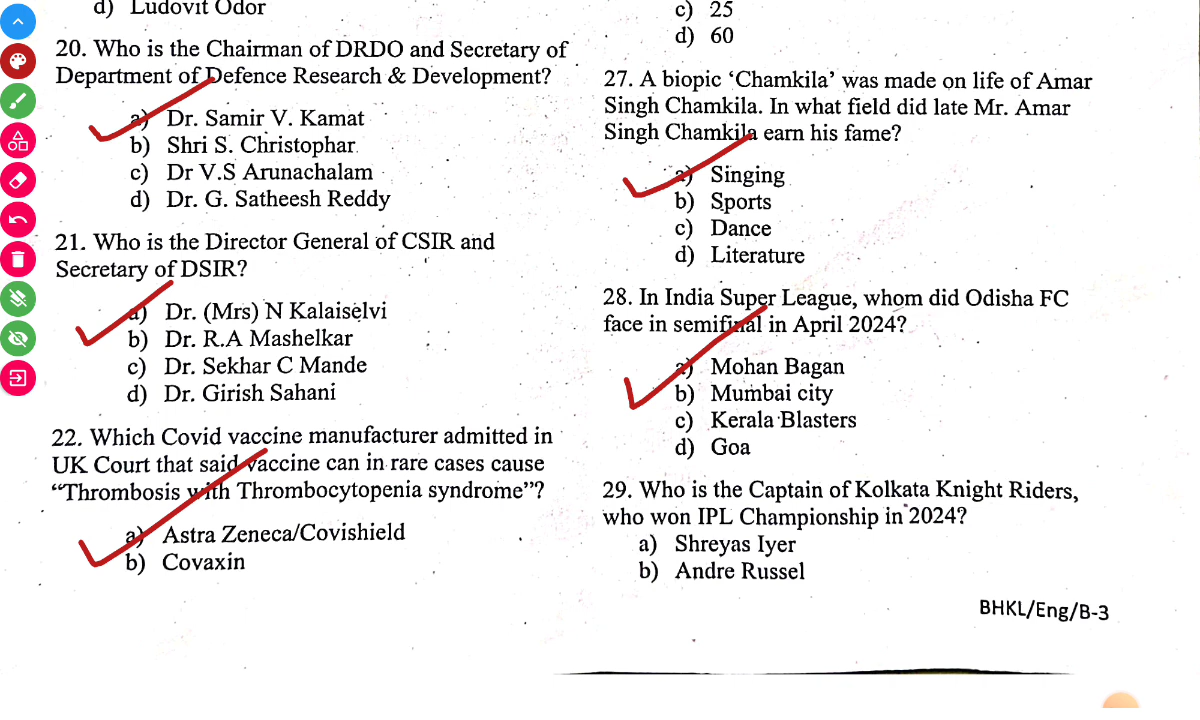 d) Ludovit Odor
20. Who is the Chairman of DRDO and Secretary of
Department of Defence Research & Development?
a) Dr. Samir V. Kamat
b) Shri S. Christophar
c) Dr V.S Arunachalam
d) Dr. G. Satheesh Reddy
21. Who is the Director General of CSIR and
Secretary of DSIR?
a) Dr. (Mrs) N Kalaiselvi
b) Dr. R.A Mashelkar
c) Dr. Sekhar C Mande
d) Dr. Girish Sahani
22. Which Covid vaccine manufacturer admitted in
UK Court that said vaccine can in rare cases cause
“Thrombosis with Thrombocytopenia syndrome”?
a) Astra Zeneca/Covishield
b) Covaxin
c) 25
d) 60
27. A biopic ‘Chamkila’ was made on life of Amar
Singh Chamkila. In what field did late Mr. Amar
Singh Chamkila earn his fame?
a) Singing
b) Sports
c) Dance
d) Literature
28. In India Super League, whom did Odisha FC
face in semifinal in April 2024?
a) Mohan Bagan
b) Mumbai city
c) Kerala Blasters
d) Goa
29. Who is the Captain of Kolkata Knight Riders,
who won IPL Championship in 2024?
a) Shreyas Iyer
b) Andre Russel
BHKL/Eng/B-3